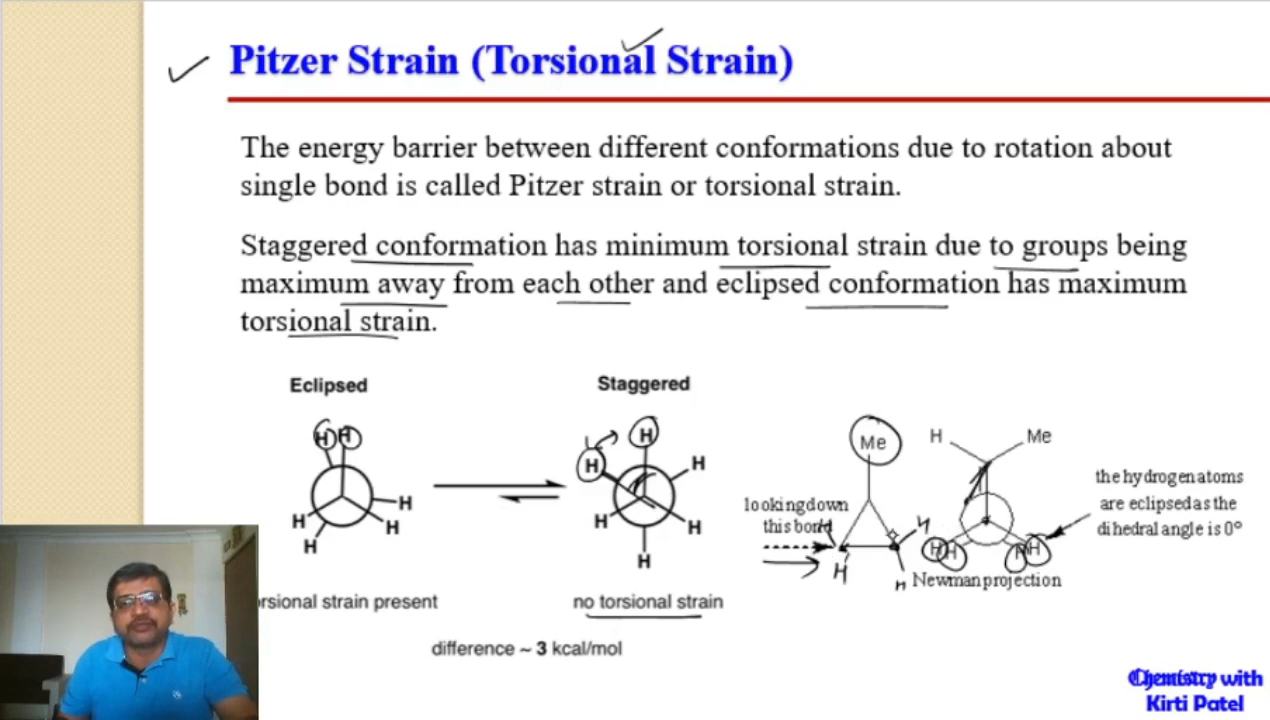 Pitzer Strain (Torsional Strain)
The energy barrier between different conformations due to rotation about
single bond is called Pitzer strain or torsional strain.
Staggered conformation has minimum torsional strain due to groups being
maximum away from each other and eclipsed conformation has maximum
torsional strain.
Eclipsed
H H
H
H
H
H
orsional strain present
Staggered
H
H
H
H
H
H
no torsional strain
difference ~ 3 kcal/mol
Me
looking down
this bond
H
H
H
H
Me
H H
H H
Newman projection
the hydrogen atoms
are eclipsed as the
dihedral angle is 0°
Chemistry with
Kirti Patel